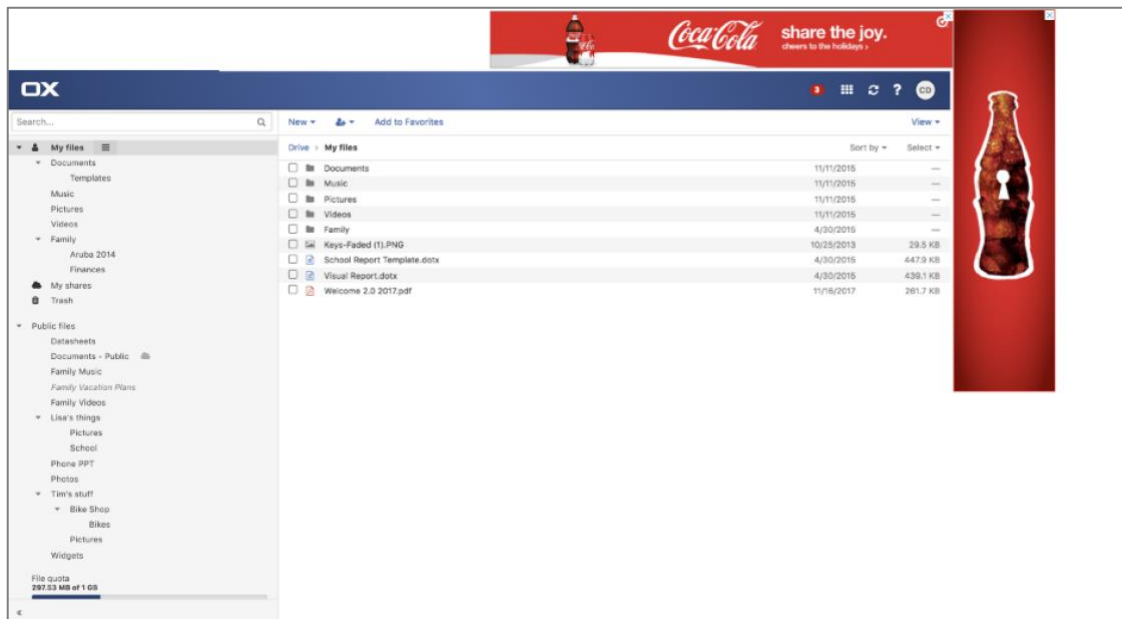 Coca-Cola
share the joy.
cheers to the holidays ›
OX
3
?
CD
Search...
New
Add to Favorites
View
My files
Documents
Templates
Music
Pictures
Videos
Family
Aruba 2014
Finances
My shares
Trash
Public files
Datasheets
Documents - Public
Family Music
Family Vacation Plans
Family Videos
Lisa's things
Pictures
School
Phone PPT
Photos
Tim's stuff
Bike Shop
Bikes
Pictures
Widgets
File quota
297.53 MB of 1 GB
Drive › My files Sort by Select
Documents 11/11/2015 —
Music 11/11/2015 —
Pictures 11/11/2015 —
Videos 11/11/2015 —
Family 4/30/2015 —
Keys-Faded (1).PNG 10/25/2013 29.5 KB
School Report Template.dotx 4/30/2015 447.9 KB
Visual Report.dotx 4/30/2015 439.1 KB
Welcome 2.0 2017.pdf 11/16/2017 261.7 KB